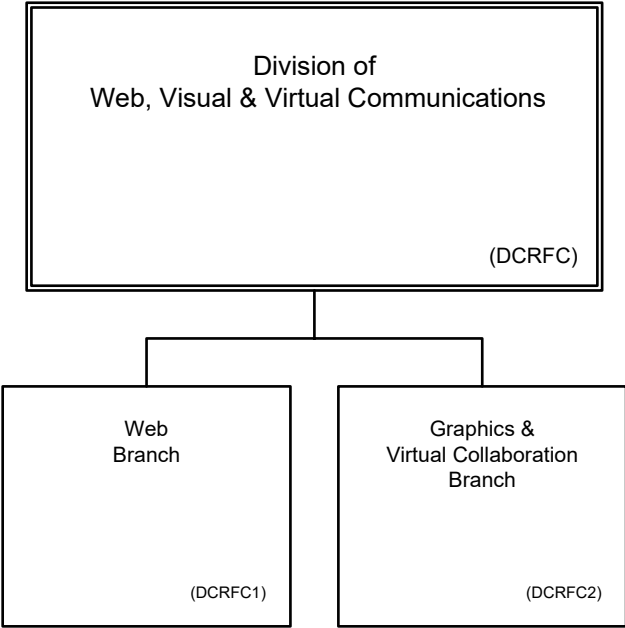 Division of
Web, Visual & Virtual Communications
(DCRFC)
Web
Branch
(DCRFC1)
Graphics &
Virtual Collaboration
Branch
(DCRFC2)